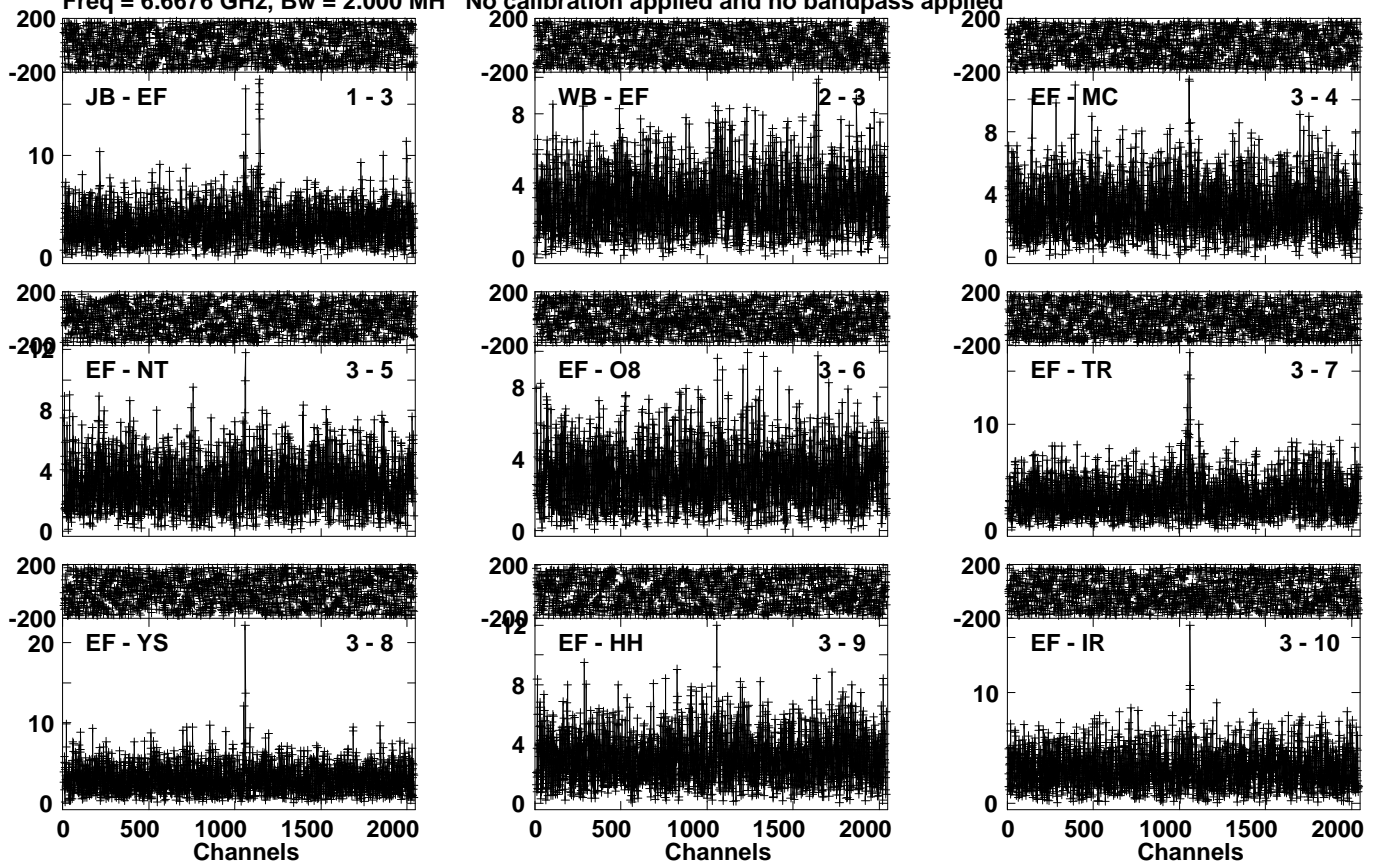 Freq = 6.6676 GHz, Bw = 2.000 MH No calibration applied and no bandpass applied
200 200 200
-200 -200 -200
JB - EF 1 - 3 WB - EF 2 - 3 EF - MC 3 - 4
8 8
10
4 4
0 0 0
200 200 200
-200 -200 -200
12
EF - NT 3 - 5 EF - O8 3 - 6 EF - TR 3 - 7
8 8 10
4 4
0 0 0
200 200 200
-200 -200 -200
12
EF - YS 3 - 8 EF - HH 3 - 9 EF - IR 3 - 10
20
8
10 10
4
0 0 0
0 500 1000 1500 2000 0 500 1000 1500 2000 0 500 1000 1500 2000
Channels Channels Channels